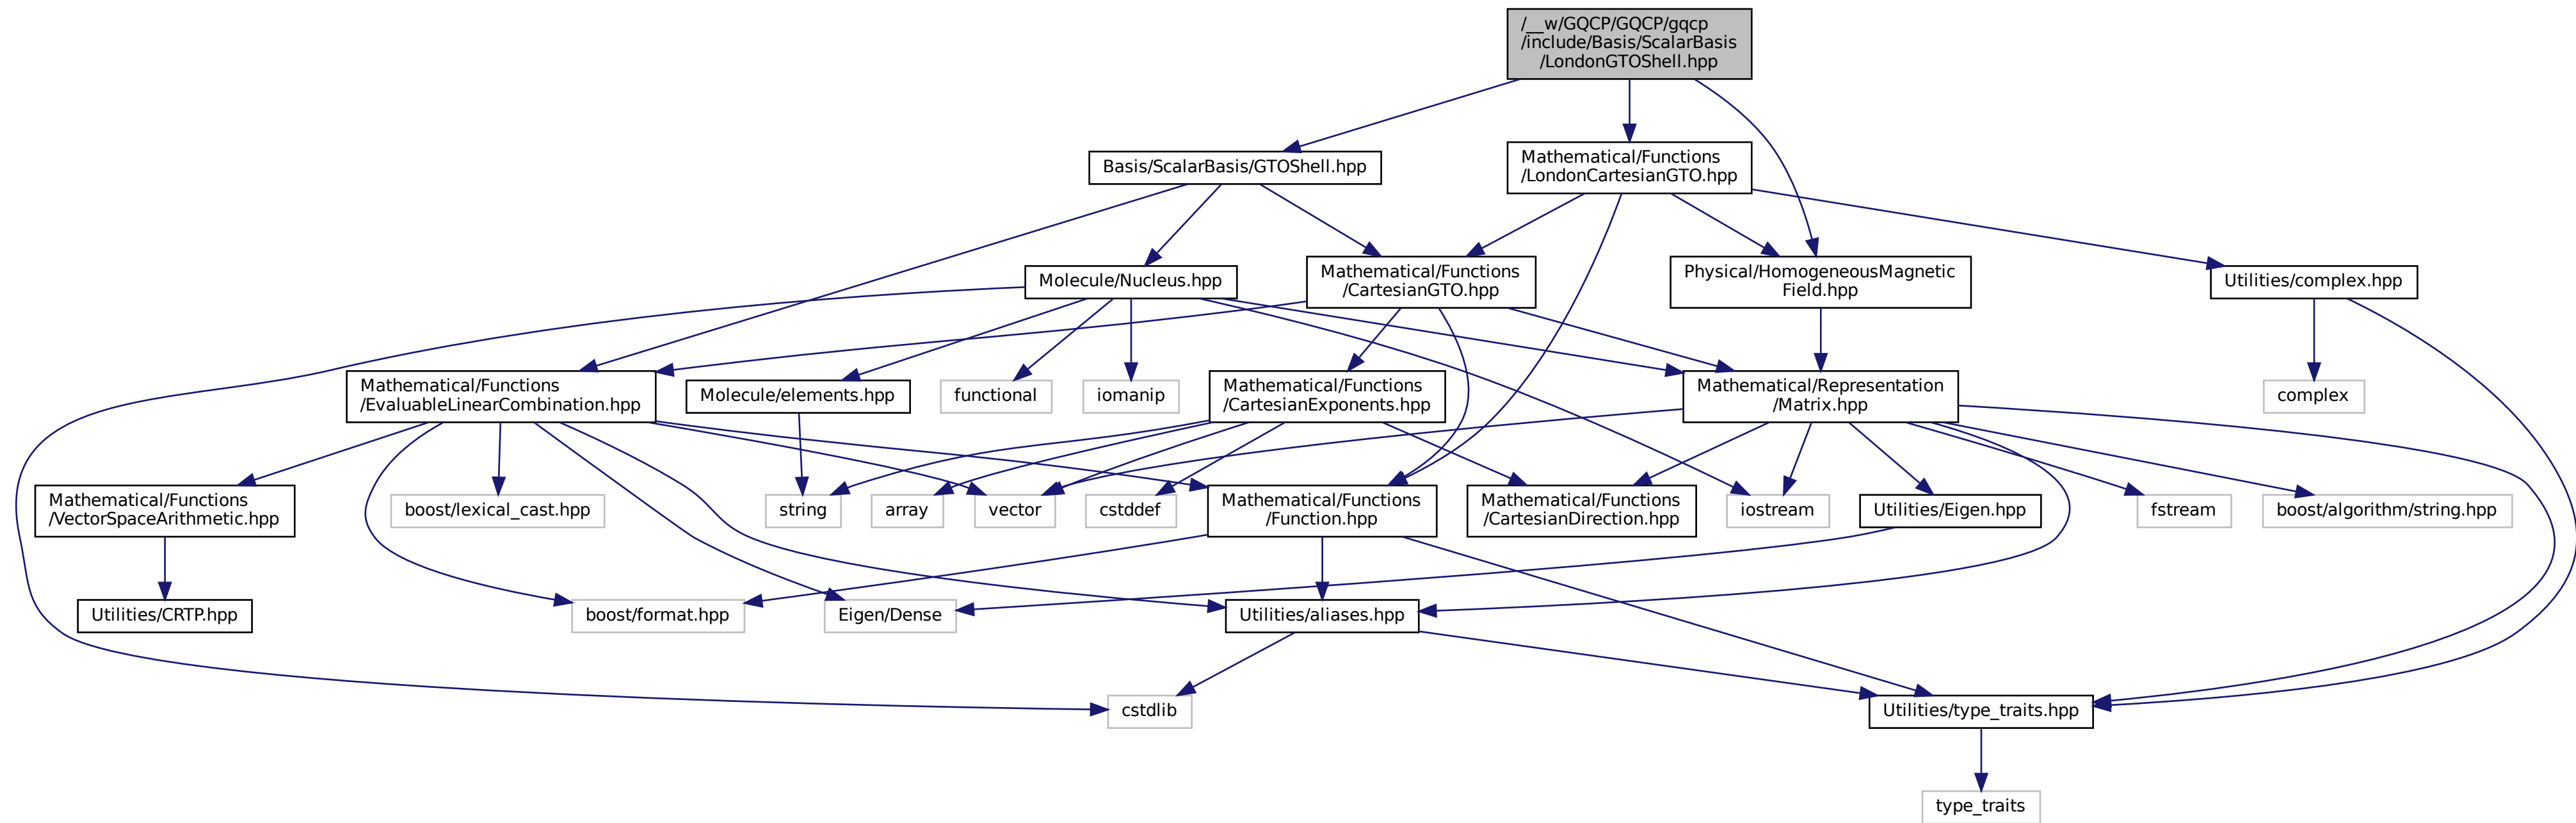 /__w/GQCP/GQCP/gqcp
/include/Basis/ScalarBasis
/LondonGTOShell.hpp
Basis/ScalarBasis/GTOShell.hpp
Mathematical/Functions
/LondonCartesianGTO.hpp
Molecule/Nucleus.hpp
Mathematical/Functions
/CartesianGTO.hpp
Physical/HomogeneousMagnetic
Field.hpp
Utilities/complex.hpp
Mathematical/Functions
/EvaluableLinearCombination.hpp
Molecule/elements.hpp
functional
iomanip
Mathematical/Functions
/CartesianExponents.hpp
Mathematical/Representation
/Matrix.hpp
complex
Mathematical/Functions
/VectorSpaceArithmetic.hpp
boost/lexical_cast.hpp
string
array
vector
cstddef
Mathematical/Functions
/Function.hpp
Mathematical/Functions
/CartesianDirection.hpp
iostream
Utilities/Eigen.hpp
fstream
boost/algorithm/string.hpp
Utilities/CRTP.hpp
boost/format.hpp
Eigen/Dense
Utilities/aliases.hpp
cstdlib
Utilities/type_traits.hpp
type_traits